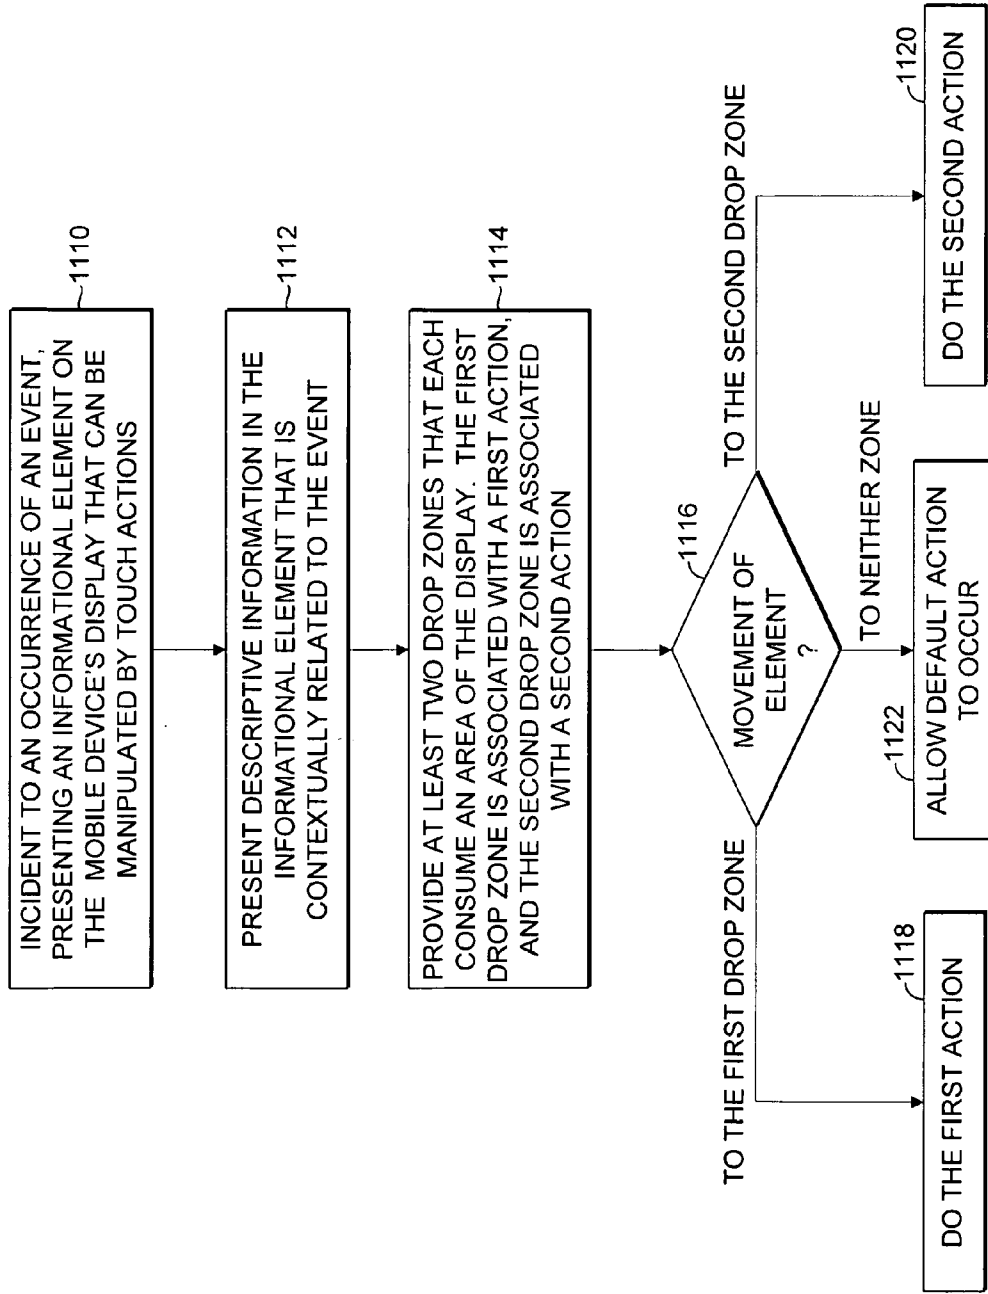 INCIDENT TO AN OCCURRENCE OF AN EVENT,
PRESENTING AN INFORMATIONAL ELEMENT ON
THE MOBILE DEVICE'S DISPLAY THAT CAN BE
MANIPULATED BY TOUCH ACTIONS
1110
PRESENT DESCRIPTIVE INFORMATION IN THE
INFORMATIONAL ELEMENT THAT IS
CONTEXTUALLY RELATED TO THE EVENT
1112
PROVIDE AT LEAST TWO DROP ZONES THAT EACH
CONSUME AN AREA OF THE DISPLAY. THE FIRST
DROP ZONE IS ASSOCIATED WITH A FIRST ACTION,
AND THE SECOND DROP ZONE IS ASSOCIATED
WITH A SECOND ACTION
1114
1116
MOVEMENT OF
ELEMENT
?
TO THE FIRST DROP ZONE
TO THE SECOND DROP ZONE
TO NEITHER ZONE
1118
DO THE FIRST ACTION
1122
ALLOW DEFAULT ACTION
TO OCCUR
1120
DO THE SECOND ACTION